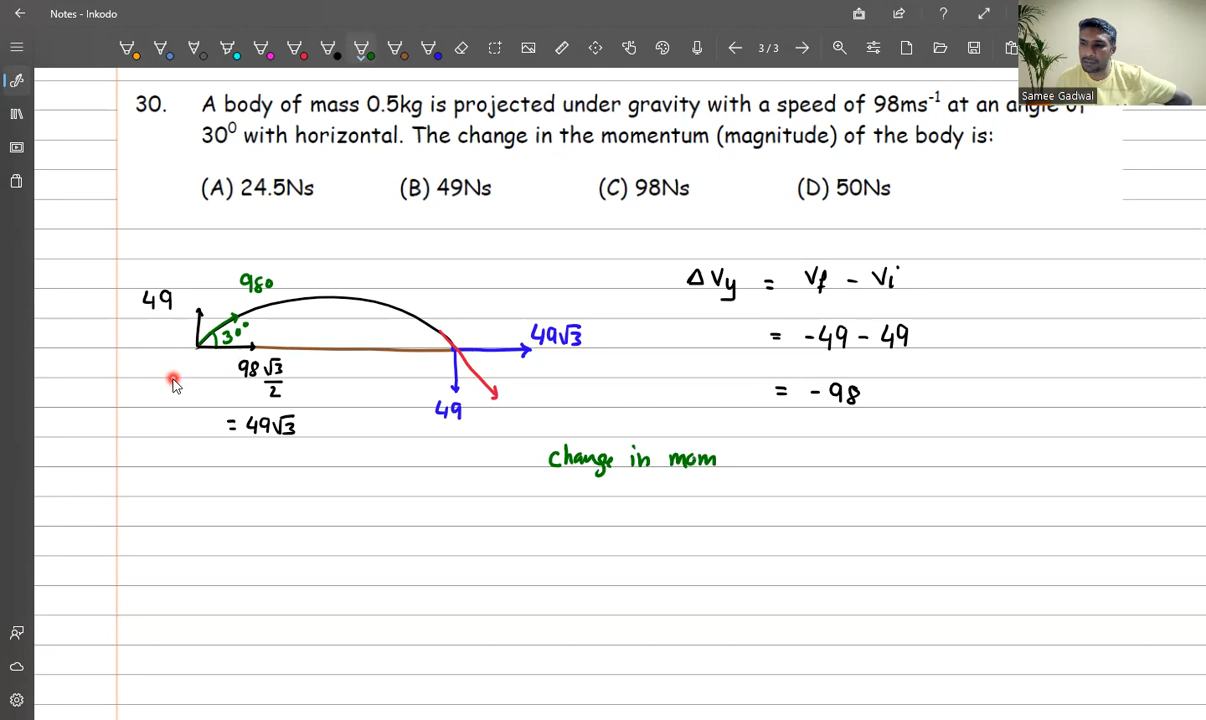 Notes - Inkodo
3 / 3
Samee Gadwal
30. A body of mass 0.5kg is projected under gravity with a speed of 98ms⁻¹ at an angle of
30⁰ with horizontal. The change in the momentum (magnitude) of the body is:
(A) 24.5Ns (B) 49Ns (C) 98Ns (D) 50Ns
980
49
30°
98 √3/2
= 49√3
49√3
49
ΔVy = Vf - Vi
= -49 - 49
= - 98
Change in mom